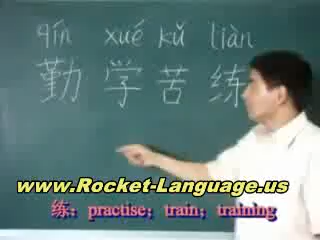 qín xué kǔ liàn
勤学苦练
www.Rocket-Language.us
练: practise; train; training